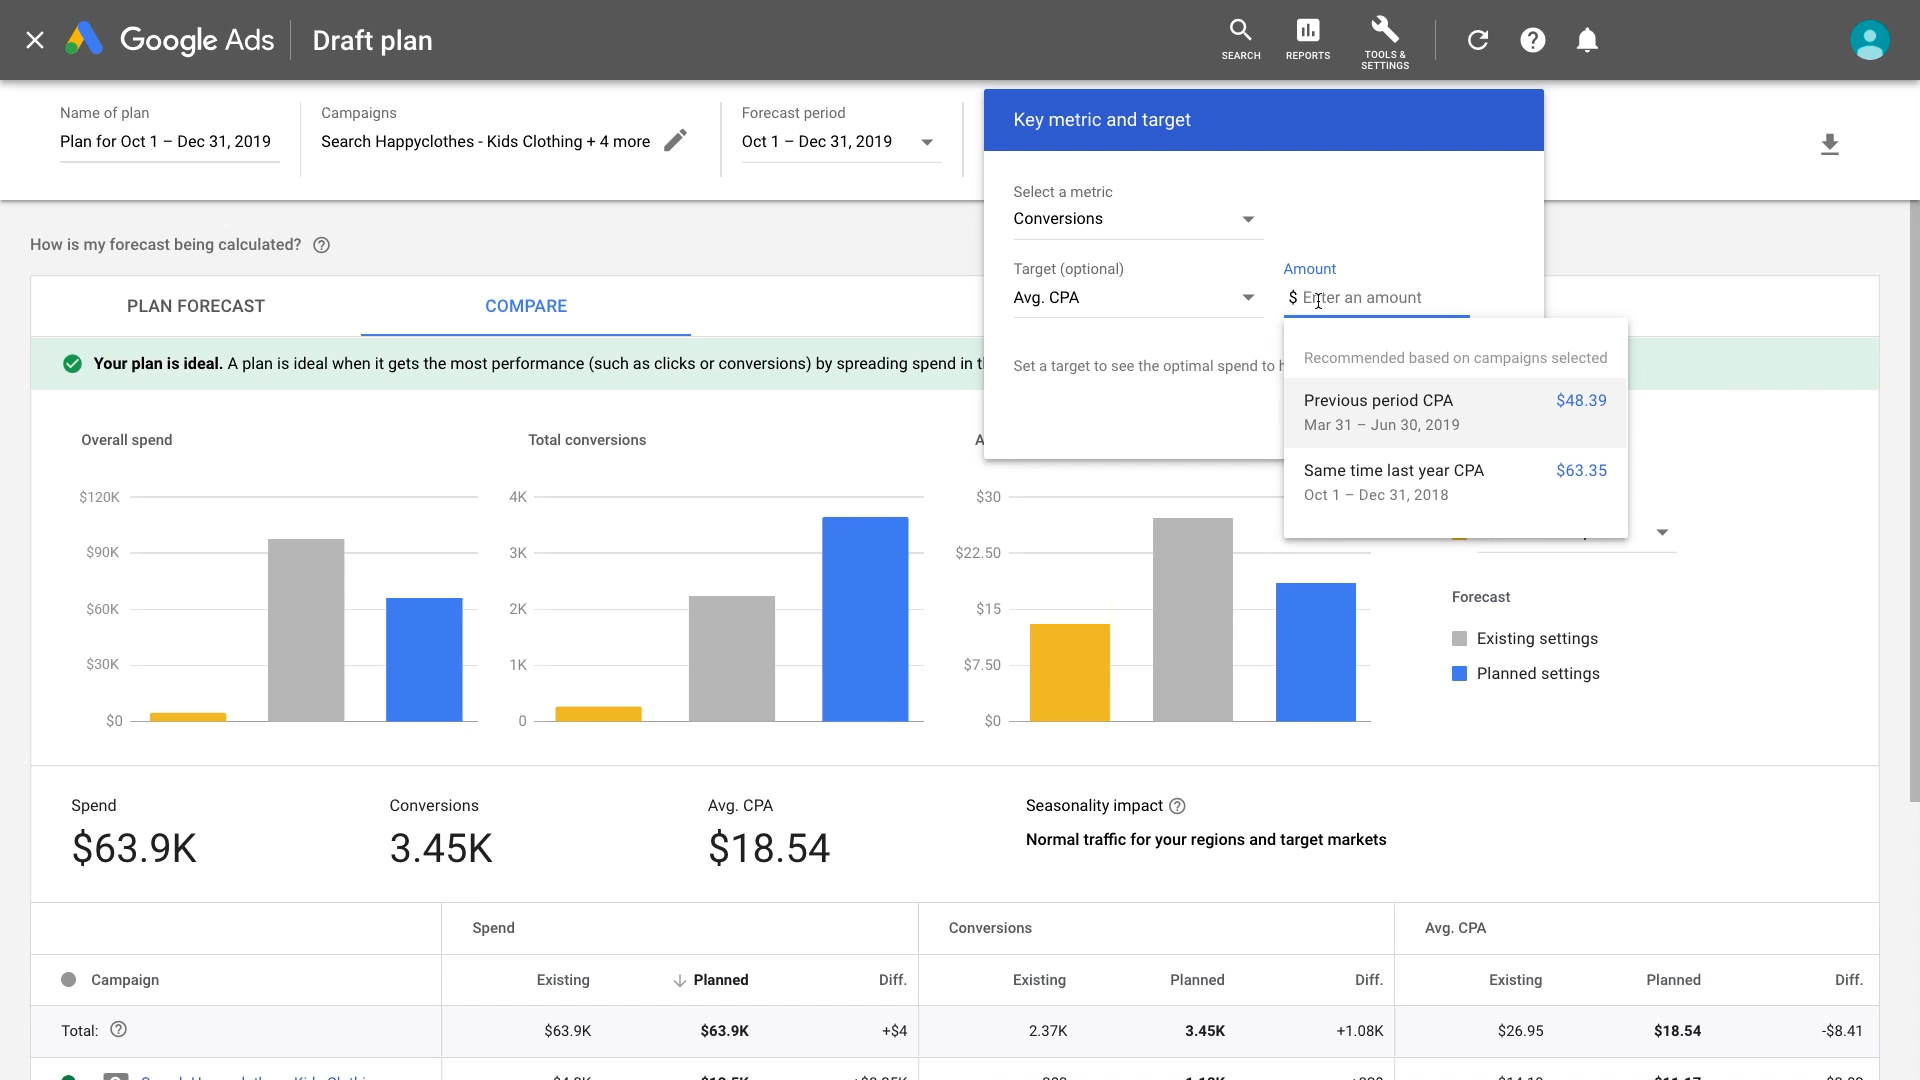 Google Ads
Draft plan
SEARCH
REPORTS
TOOLS &
SETTINGS
Name of plan
Plan for Oct 1 – Dec 31, 2019
Campaigns
Search Happyclothes - Kids Clothing + 4 more
Forecast period
Oct 1 – Dec 31, 2019
Key metric and target
Select a metric
Conversions
Target (optional)
Avg. CPA
Amount
$ Enter an amount
Set a target to see the optimal spend to
Recommended based on campaigns selected
Previous period CPA $48.39
Mar 31 – Jun 30, 2019
Same time last year CPA $63.35
Oct 1 – Dec 31, 2018
How is my forecast being calculated?
PLAN FORECAST
COMPARE
Your plan is ideal. A plan is ideal when it gets the most performance (such as clicks or conversions) by spreading spend in
Overall spend
$120K
$90K
$60K
$30K
$0
Total conversions
4K
3K
2K
1K
0
A
$30
$22.50
$15
$7.50
$0
Forecast
Existing settings
Planned settings
Spend
$63.9K
Conversions
3.45K
Avg. CPA
$18.54
Seasonality impact
Normal traffic for your regions and target markets
Spend Conversions Avg. CPA
Campaign Existing Planned Diff. Existing Planned Diff. Existing Planned Diff.
Total: $63.9K $63.9K +$4 2.37K 3.45K +1.08K $26.95 $18.54 -$8.41